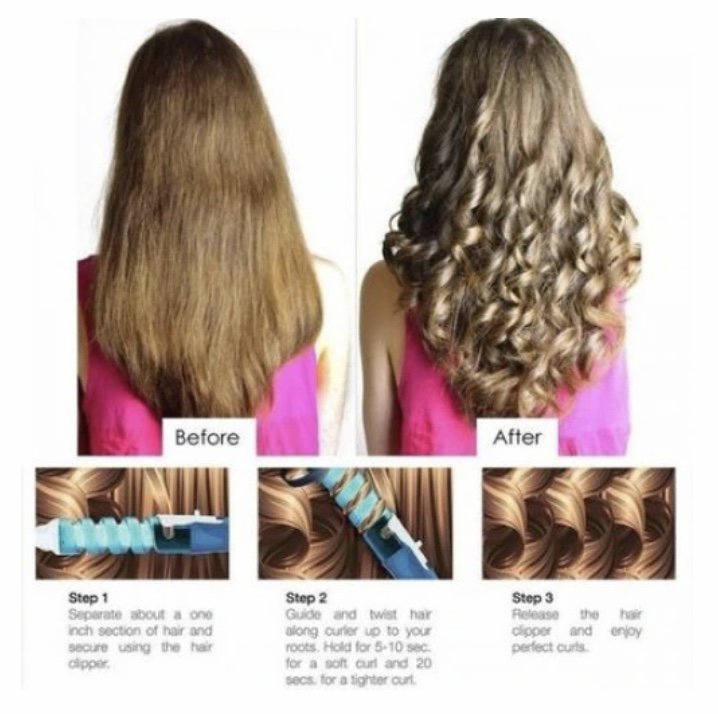 Before
After
Step 1
Separate about a one
inch section of hair and
secure using the hair
clipper.
Step 2
Guide and twist hair
along curler up to your
roots. Hold for 5-10 sec.
for a soft curl and 20
secs. for a tighter curl.
Step 3
Release the hair
clipper and enjoy
perfect curls.